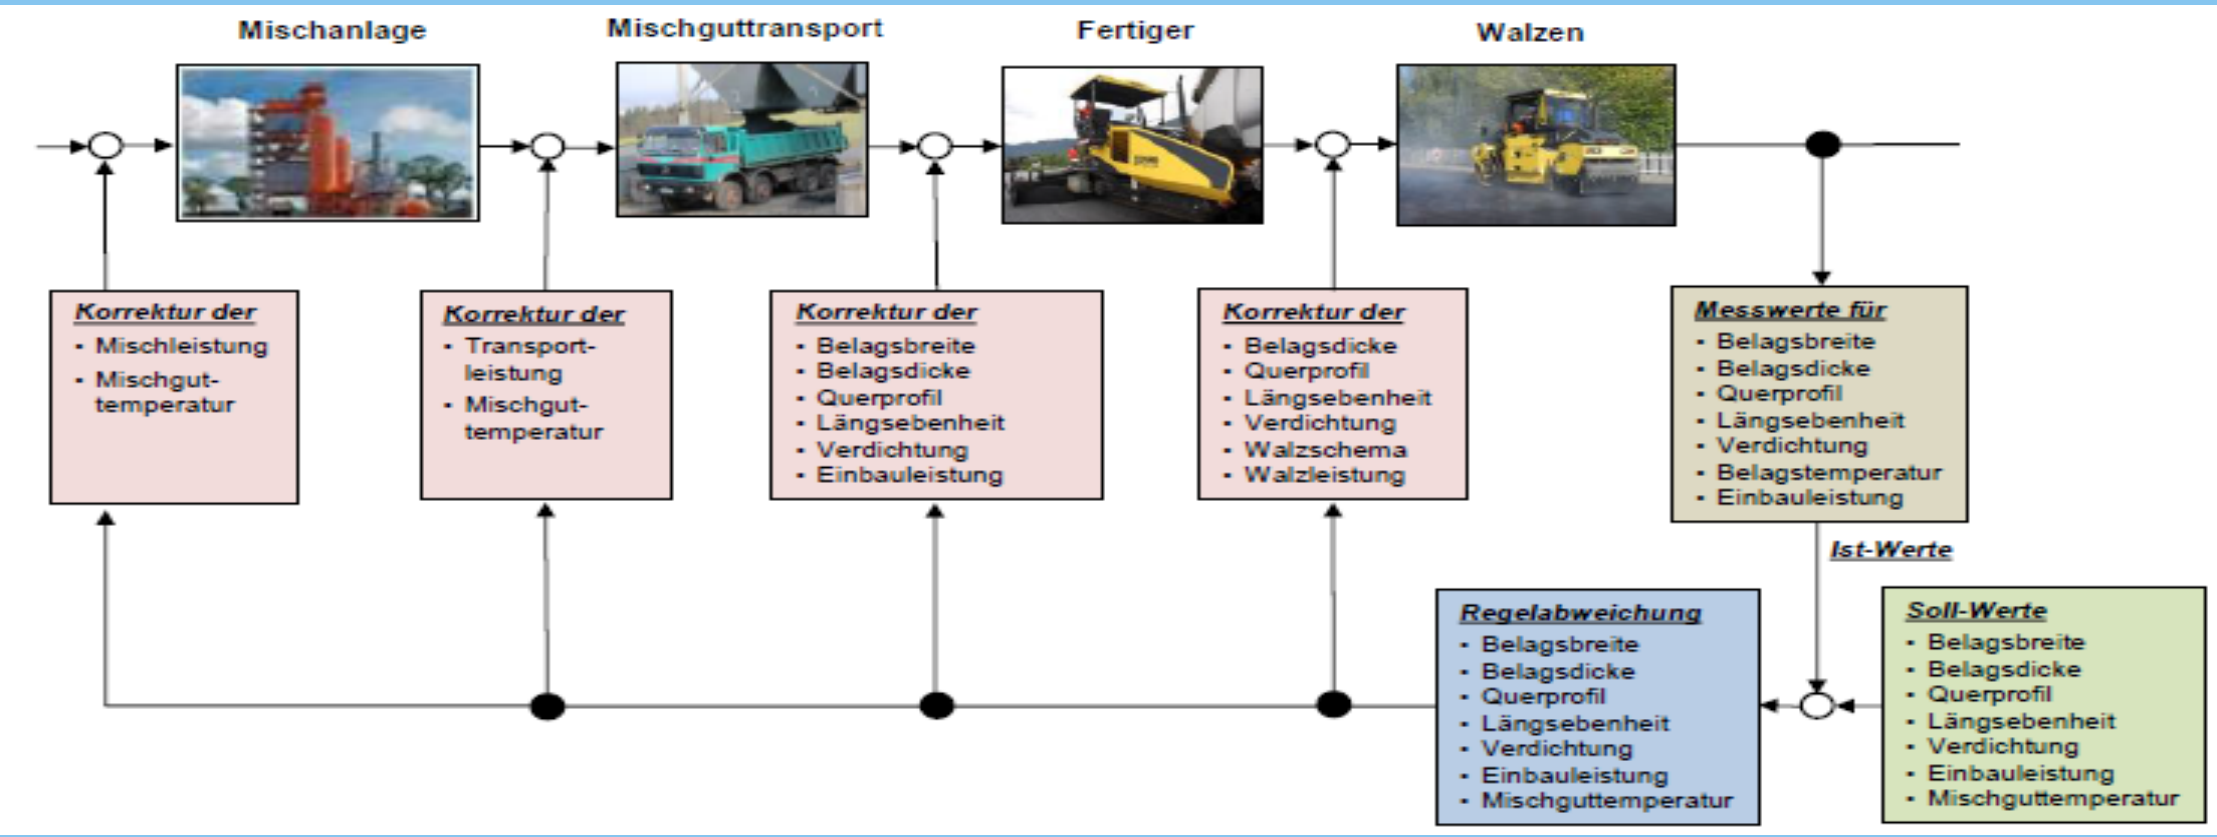 Mischanlage
Mischguttransport
Fertiger
Walzen
Korrektur der
▪ Mischleistung
▪ Mischgut-
temperatur
Korrektur der
▪ Transport-
leistung
▪ Mischgut-
temperatur
Korrektur der
▪ Belagsbreite
▪ Belagsdicke
▪ Querprofil
▪ Längsebenheit
▪ Verdichtung
▪ Einbauleistung
Korrektur der
▪ Belagsdicke
▪ Querprofil
▪ Längsebenheit
▪ Verdichtung
▪ Walzschema
▪ Walzleistung
Messwerte für
▪ Belagsbreite
▪ Belagsdicke
▪ Querprofil
▪ Längsebenheit
▪ Verdichtung
▪ Belagstemperatur
▪ Einbauleistung
Ist-Werte
Regelabweichung
▪ Belagsbreite
▪ Belagsdicke
▪ Querprofil
▪ Längsebenheit
▪ Verdichtung
▪ Einbauleistung
▪ Mischguttemperatur
Soll-Werte
▪ Belagsbreite
▪ Belagsdicke
▪ Querprofil
▪ Längsebenheit
▪ Verdichtung
▪ Einbauleistung
▪ Mischguttemperatur